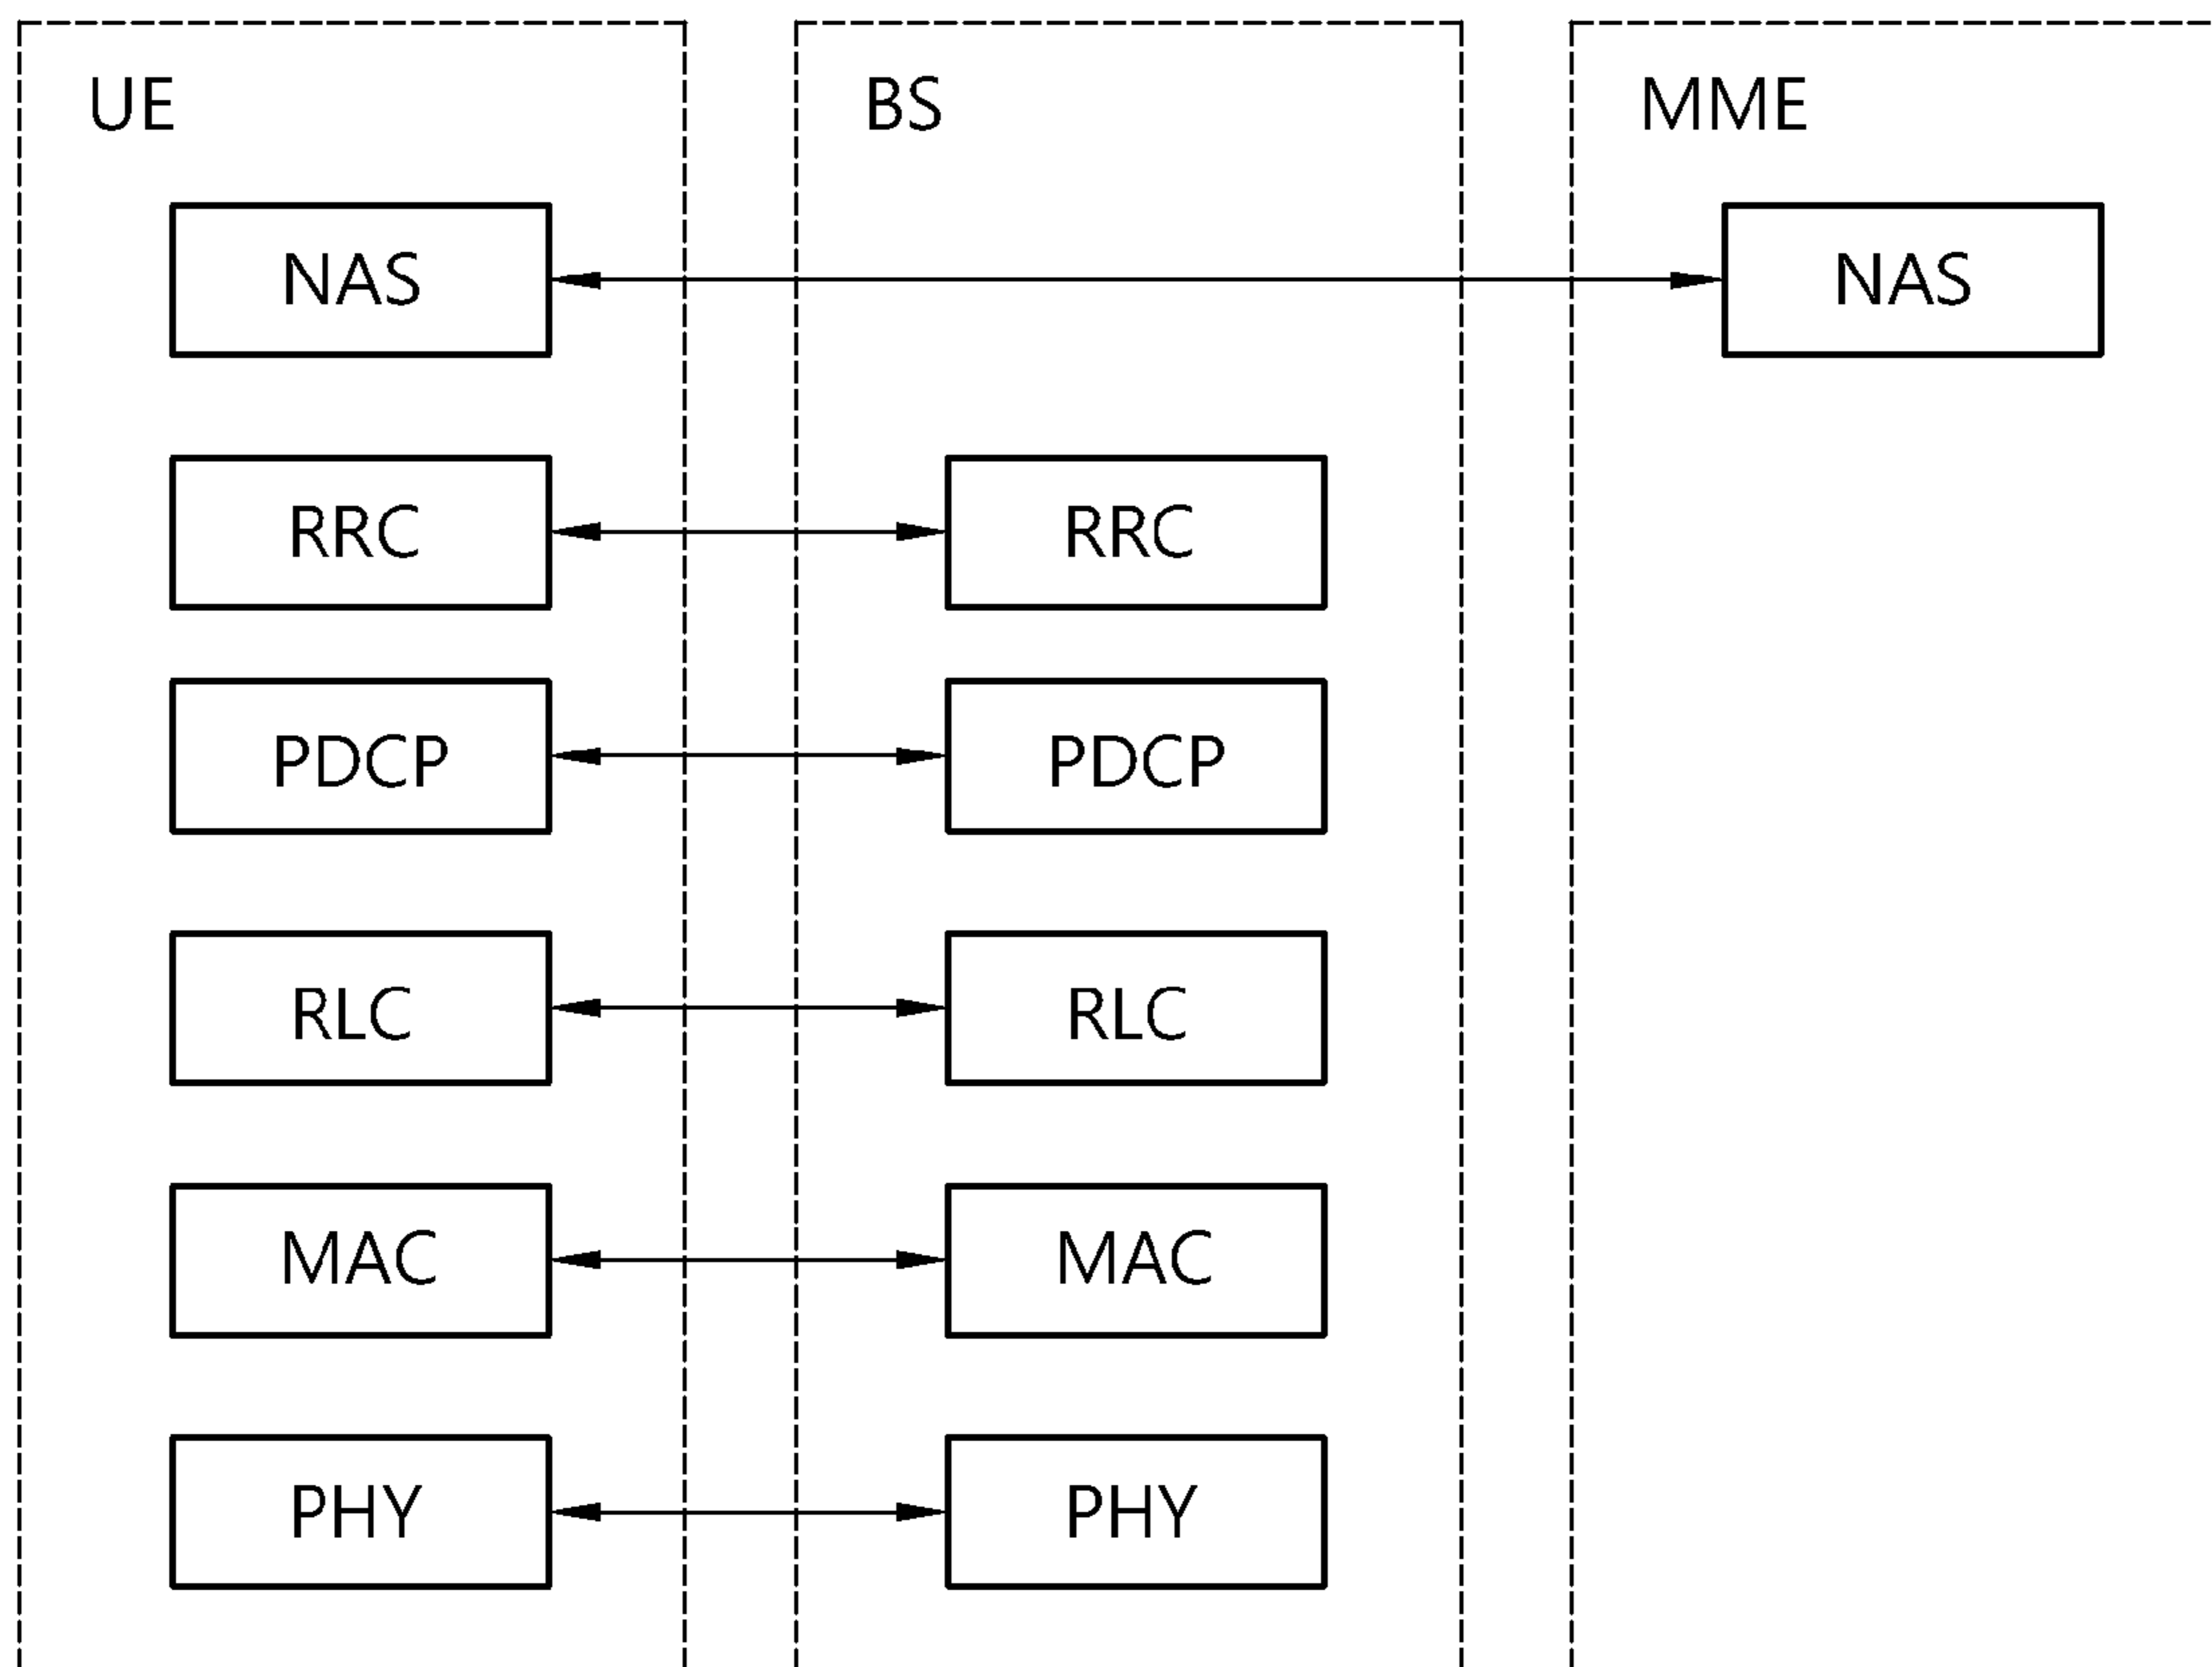 UE BS MME
NAS NAS
RRC RRC
PDCP PDCP
RLC RLC
MAC MAC
PHY PHY